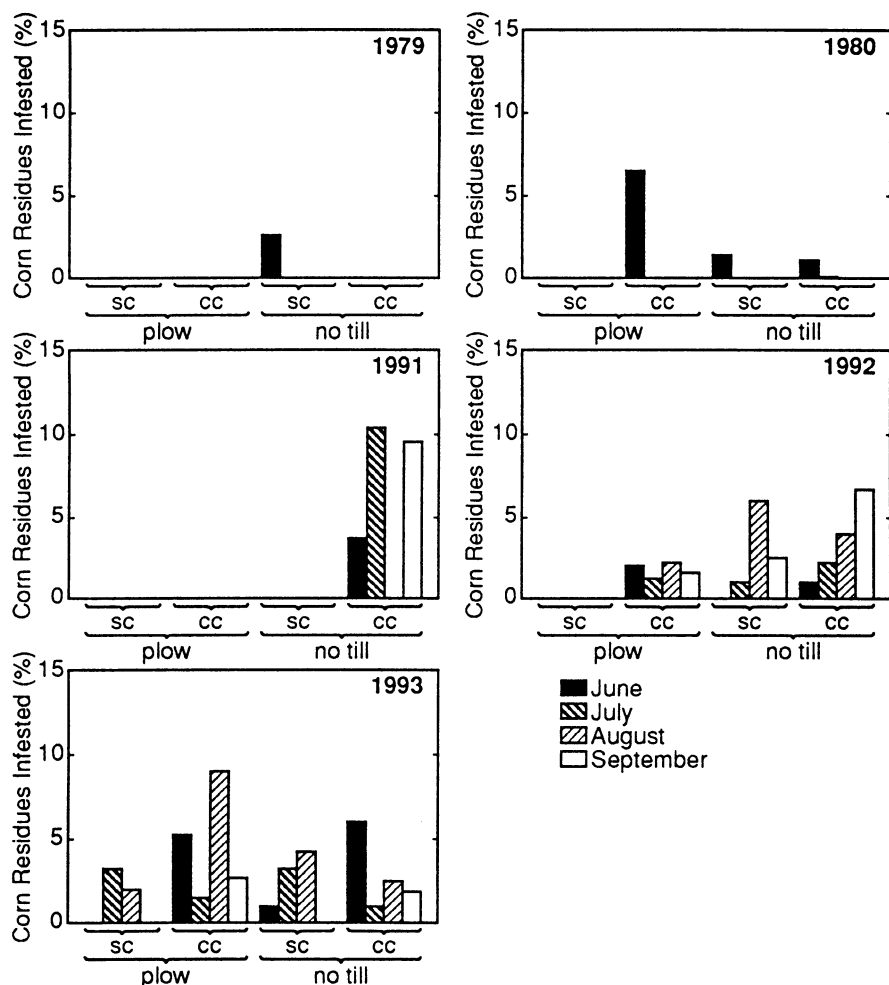 Corn Residues Infested (%)
15
10
5
0
1979
sc cc sc cc
plow no till
Corn Residues Infested (%)
15
10
5
0
1980
sc cc sc cc
plow no till
Corn Residues Infested (%)
15
10
5
0
1991
sc cc sc cc
plow no till
Corn Residues Infested (%)
15
10
5
0
1992
sc cc sc cc
plow no till
June
July
August
September
Corn Residues Infested (%)
15
10
5
0
1993
sc cc sc cc
plow no till